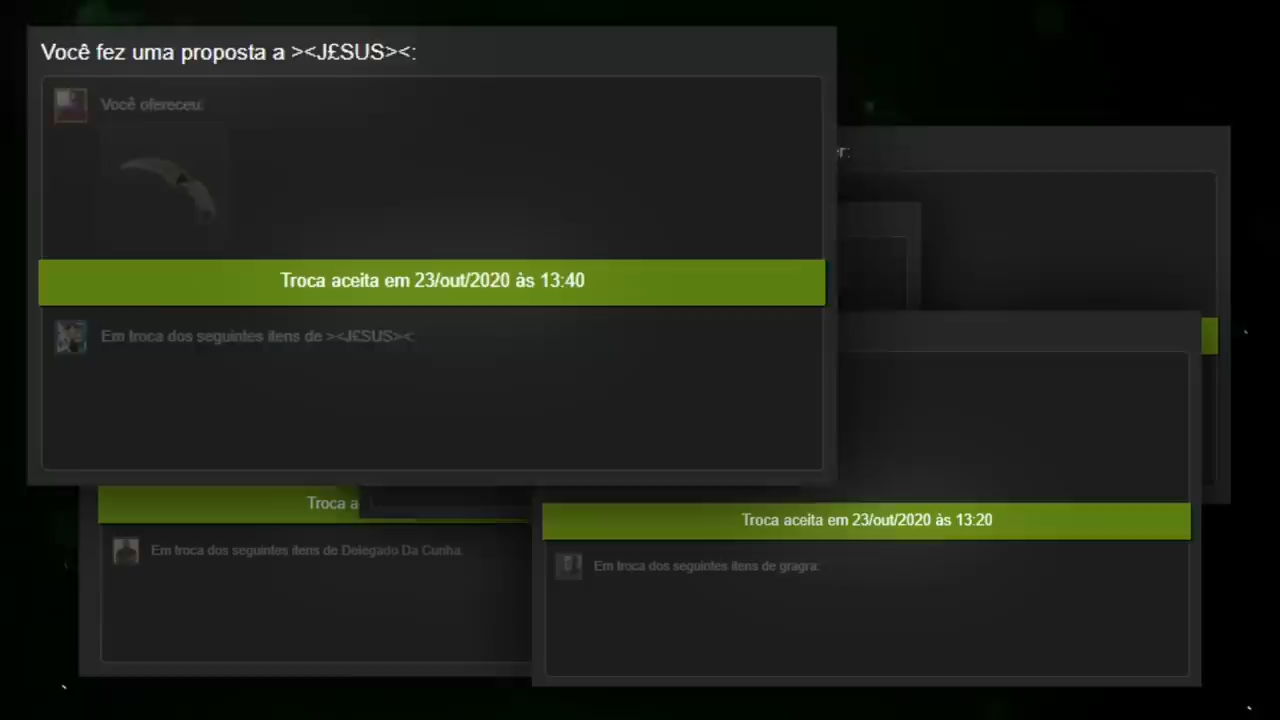 Você fez uma proposta a ><J£SUS><:
Você ofereceu:
r:
Troca aceita em 23/out/2020 às 13:40
Em troca dos seguintes itens de ><J£SUS><:
Troca a
Troca aceita em 23/out/2020 às 13:20
Em troca dos seguintes itens de Delegado Da Cunha:
Em troca dos seguintes itens de gragra: